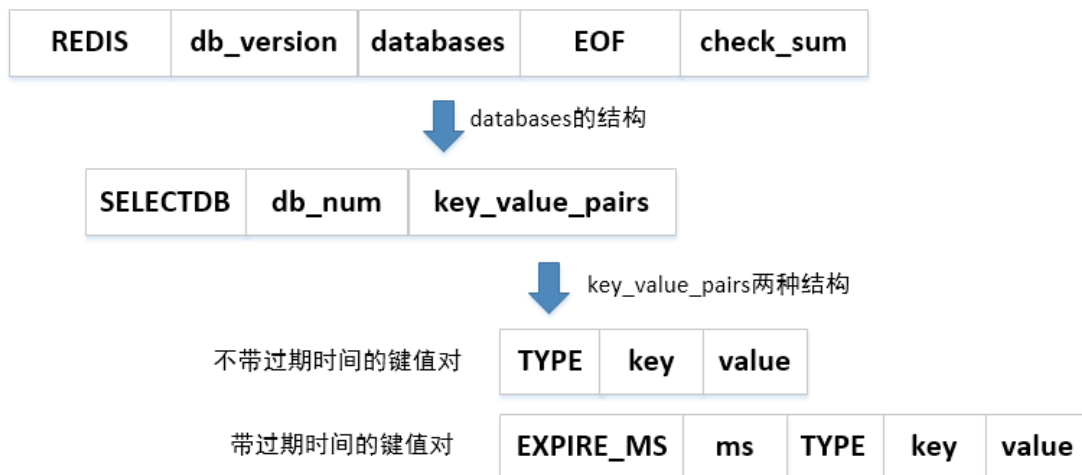 REDIS db_version databases EOF check_sum
databases的结构
SELECTDB db_num key_value_pairs
key_value_pairs两种结构
不带过期时间的键值对 TYPE key value
带过期时间的键值对 EXPIRE_MS ms TYPE key value